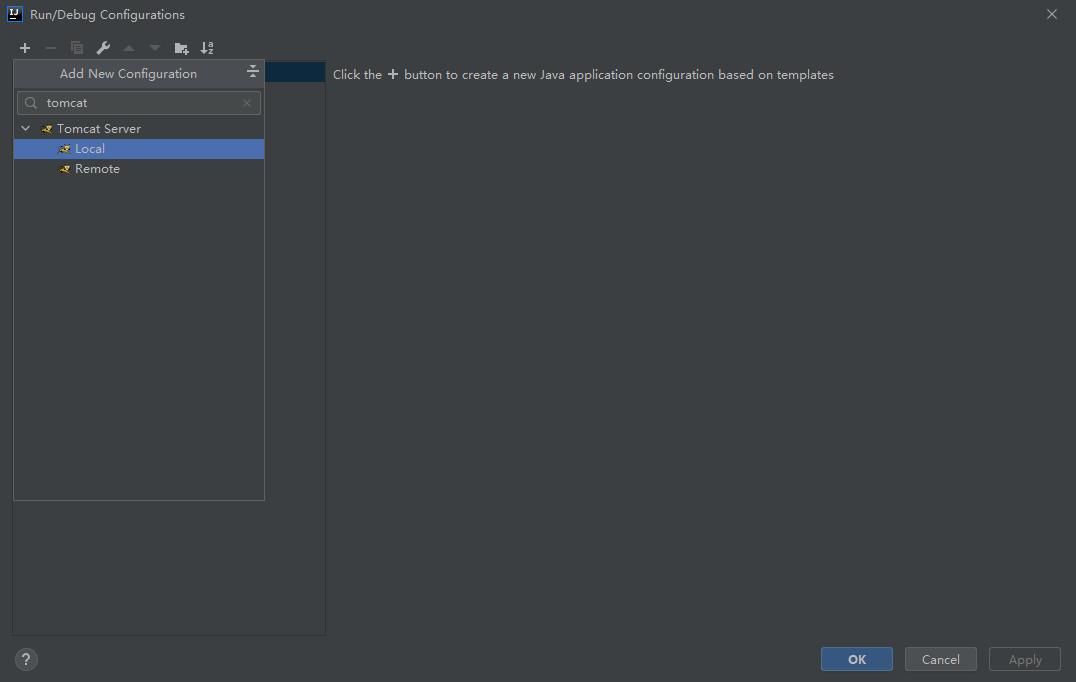 Run/Debug Configurations
Add New Configuration
Click the + button to create a new Java application configuration based on templates
tomcat
Tomcat Server
Local
Remote
?
OK
Cancel
Apply